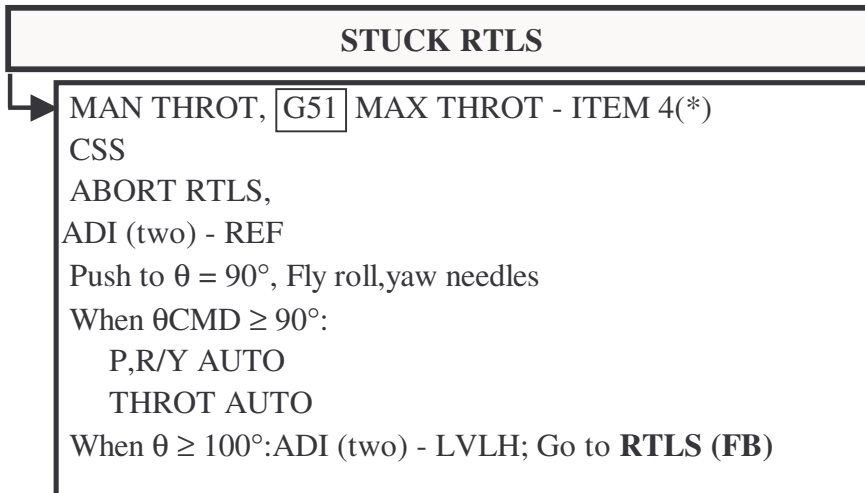 STUCK RTLS
MAN THROT, G51 MAX THROT - ITEM 4(*)
CSS
ABORT RTLS,
ADI (two) - REF
Push to θ = 90°, Fly roll,yaw needles
When θCMD ≥ 90°:
P,R/Y AUTO
THROT AUTO
When θ ≥ 100°:ADI (two) - LVLH; Go to RTLS (FB)